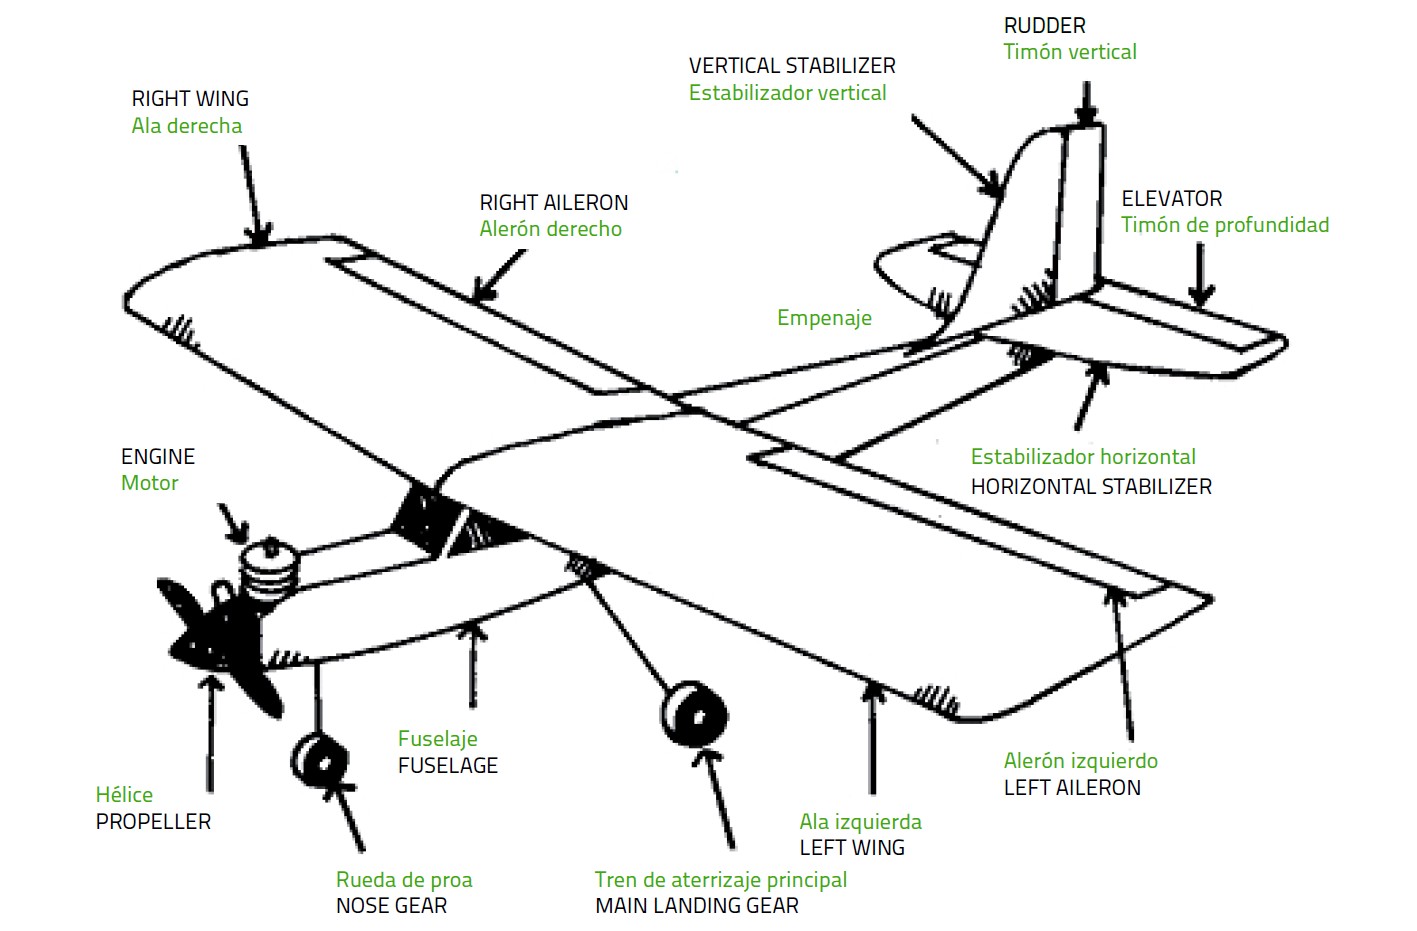 RUDDER
Timón vertical
VERTICAL STABILIZER
Estabilizador vertical
RIGHT WING
Ala derecha
RIGHT AILERON
Alerón derecho
ELEVATOR
Timón de profundidad
Empenaje
ENGINE
Motor
Estabilizador horizontal
HORIZONTAL STABILIZER
Fuselaje
FUSELAGE
Alerón izquierdo
LEFT AILERON
Hélice
PROPELLER
Ala izquierda
LEFT WING
Rueda de proa
NOSE GEAR
Tren de aterrizaje principal
MAIN LANDING GEAR